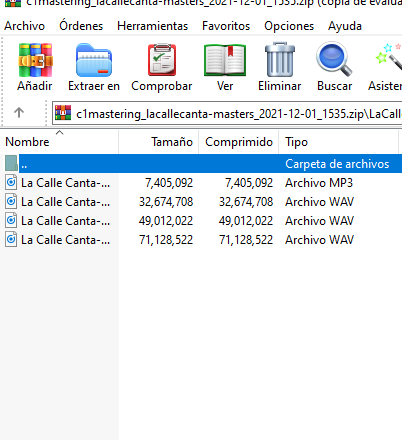 c1mastering_lacallecanta-masters_2021-12-01_1535.zip (copia de evalua
Archivo Órdenes Herramientas Favoritos Opciones Ayuda
Añadir Extraer en Comprobar Ver Eliminar Buscar Asisten
c1mastering_lacallecanta-masters_2021-12-01_1535.zip\LaCall
Nombre Tamaño Comprimido Tipo
.. Carpeta de archivos
La Calle Canta-... 7,405,092 7,405,092 Archivo MP3
La Calle Canta-... 32,674,708 32,674,708 Archivo WAV
La Calle Canta-... 49,012,022 49,012,022 Archivo WAV
La Calle Canta-... 71,128,522 71,128,522 Archivo WAV